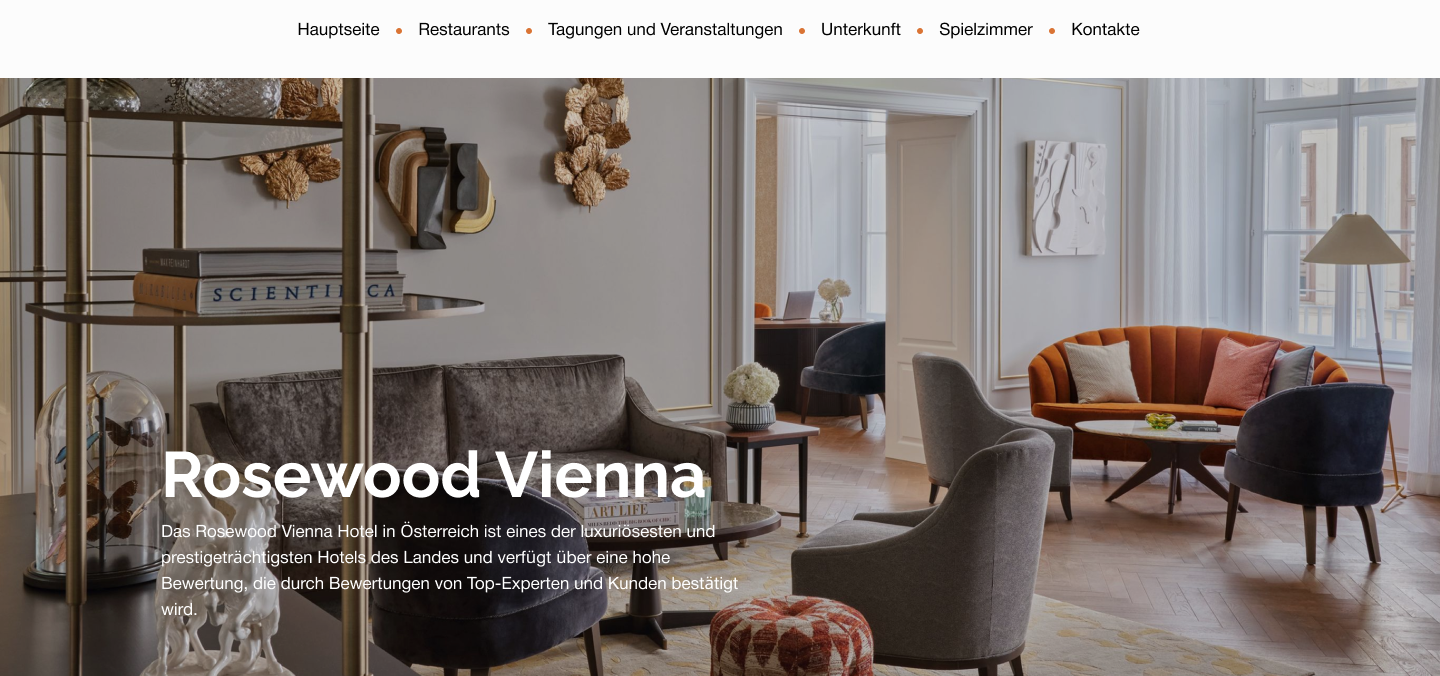 Hauptseite • Restaurants • Tagungen und Veranstaltungen • Unterkunft • Spielzimmer • Kontakte
SCIENTIFICA
Rosewood Vienna
ART LIFE
Das Rosewood Vienna Hotel in Österreich ist eines der luxuriösesten und
prestigeträchtigsten Hotels des Landes und verfügt über eine hohe
Bewertung, die durch Bewertungen von Top-Experten und Kunden bestätigt
wird.